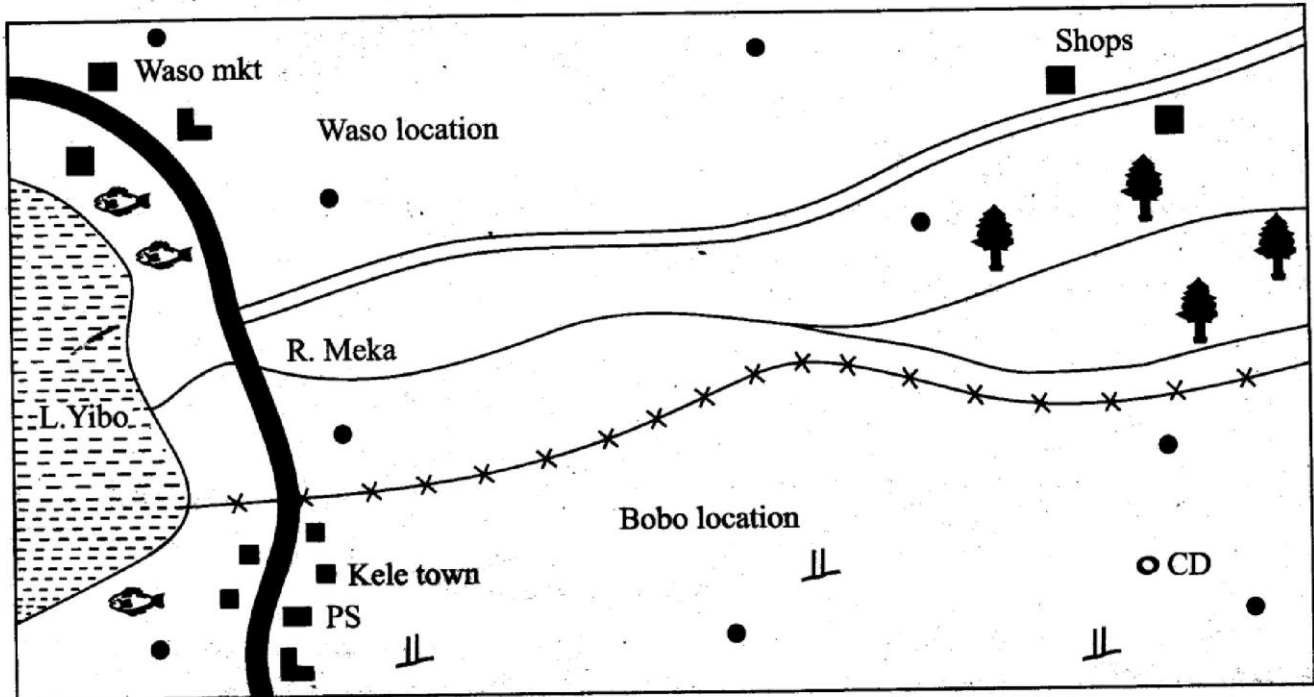 Waso mkt
Shops
Waso location
R. Meka
L.Yibo
Bobo location
Kele town
CD
PS